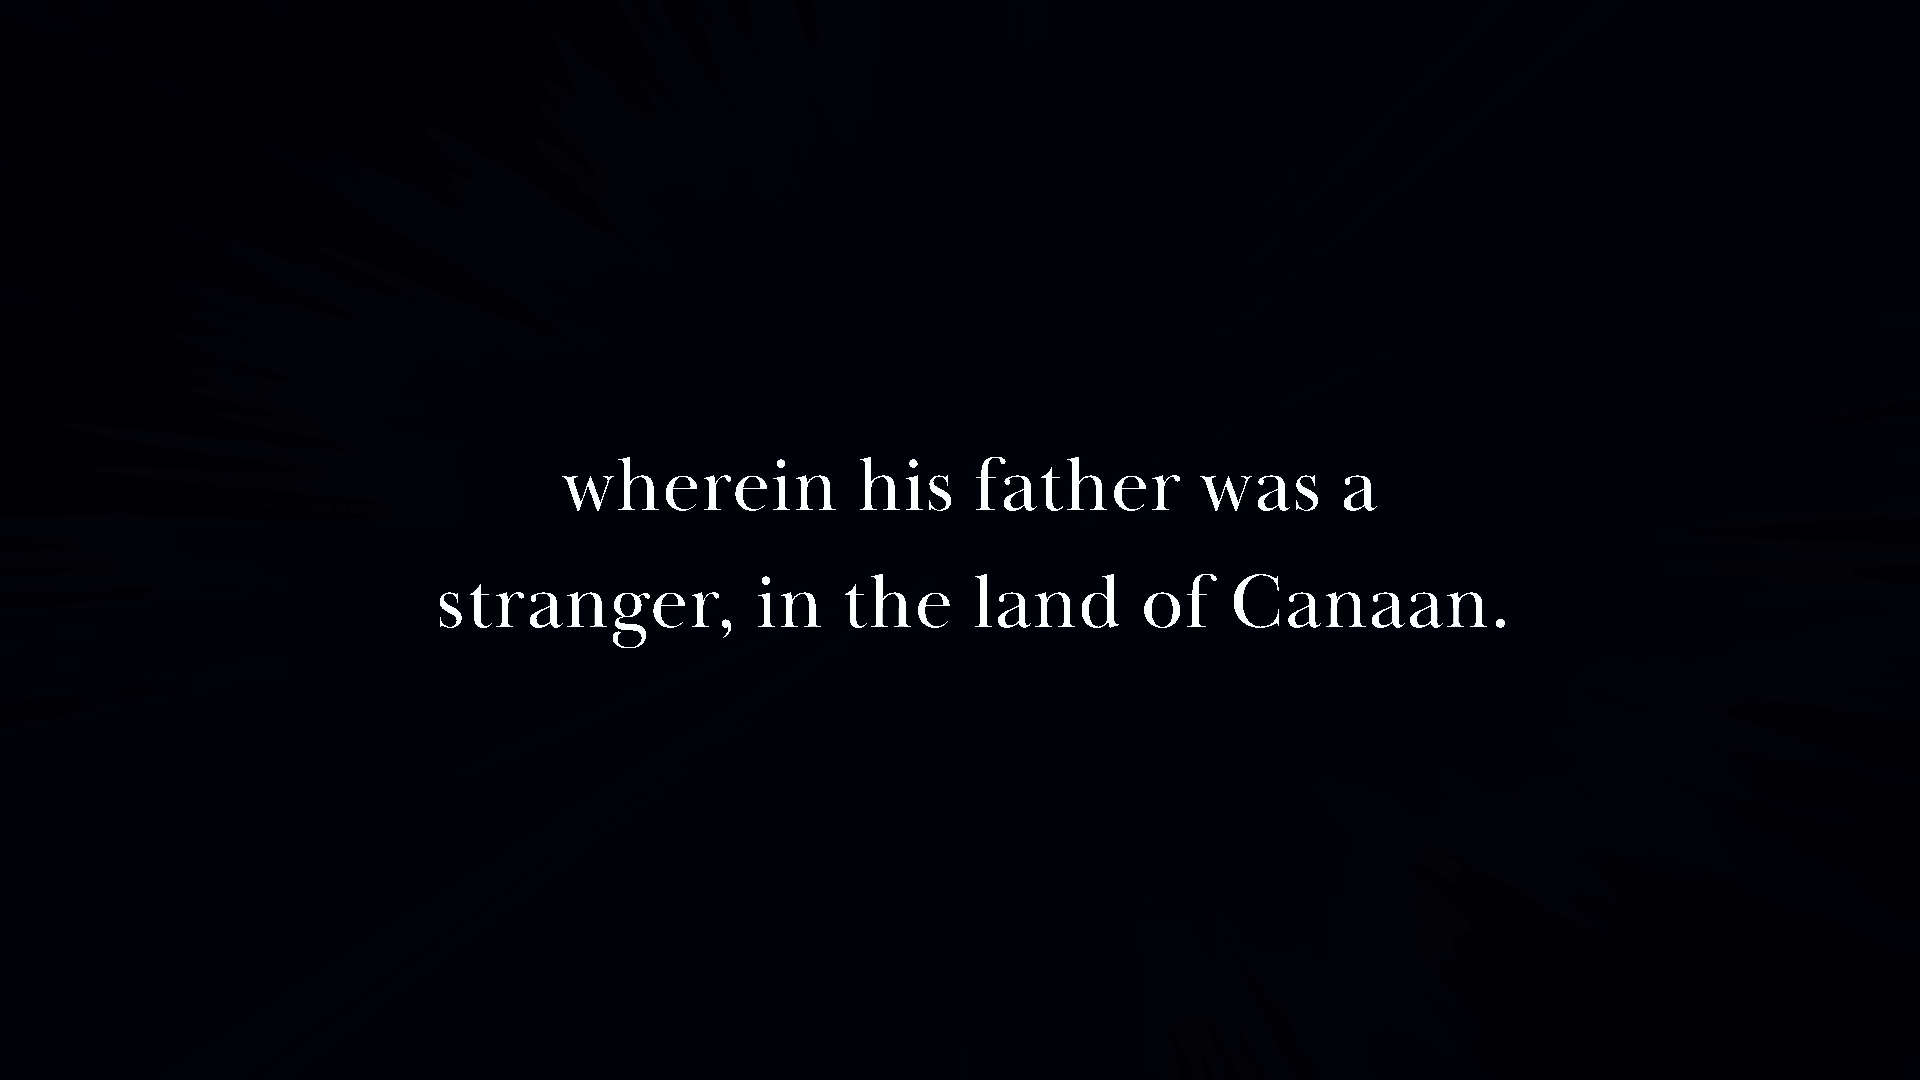 wherein his father was a
stranger, in the land of Canaan.